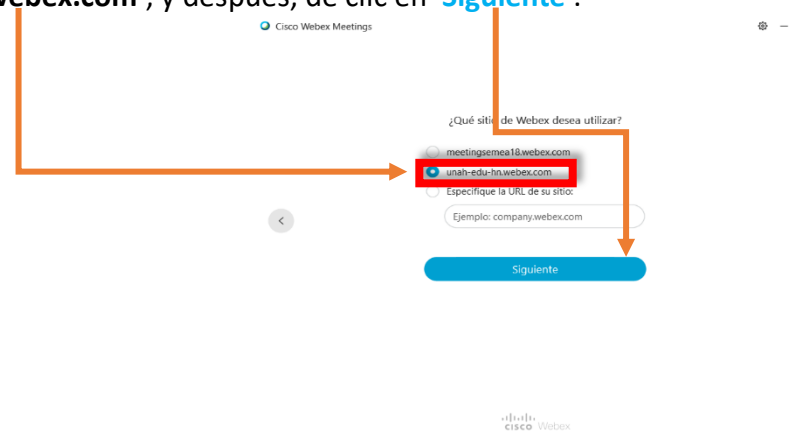 webex.com", y después, de clic en "Siguiente".
Cisco Webex Meetings
¿Qué sitio de Webex desea utilizar?
meetingsemea18.webex.com
unah-edu-hn.webex.com
Especifique la URL de su sitio:
Ejemplo: company.webex.com
Siguiente
cisco Webex